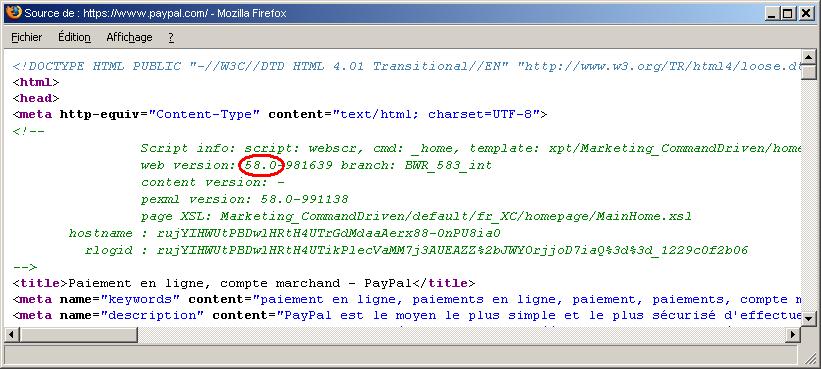 Source de : https://www.paypal.com/ - Mozilla Firefox
Fichier Édition Affichage ?
<!DOCTYPE HTML PUBLIC "-//W3C//DTD HTML 4.01 Transitional//EN" "http://www.w3.org/TR/html4/loose.dt
<html>
<head>
<meta http-equiv="Content-Type" content="text/html; charset=UTF-8">
<!--
Script info: script: webscr, cmd: _home, template: xpt/Marketing_CommandDriven/home
web version: 58.0-981639 branch: BWR_583_int
content version: -
pexml version: 58.0-991138
page XSL: Marketing_CommandDriven/default/fr_XC/homepage/MainHome.xsl
hostname : rujYIHWUtPBDwlHRtH4UTrGdMdaaAerx88-0nPU8ia0
rlogid : rujYIHWUtPBDwlHRtH4UTikPlecVaMM7j3AUEAZZ%2bJWYOrjjoD7iaQ%3d%3d_1229c0f2b06
-->
<title>Paiement en ligne, compte marchand - PayPal</title>
<meta name="keywords" content="paiement en ligne, paiements en ligne, paiement, paiements, compte m
<meta name="description" content="PayPal est le moyen le plus simple et le plus sécurisé d'effectue